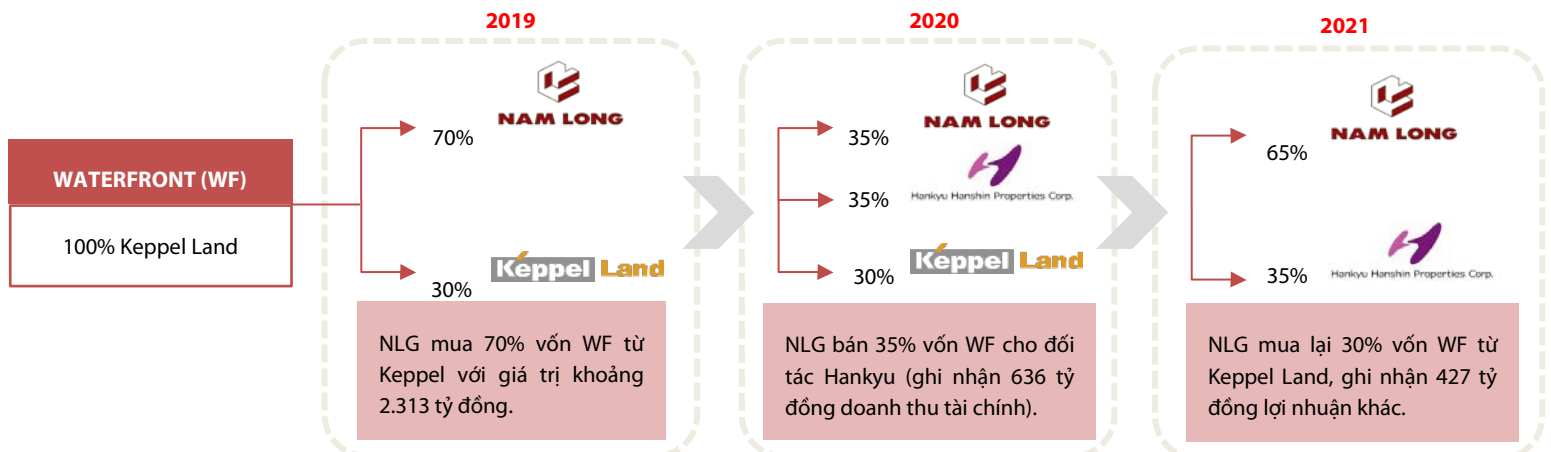 2019
2020
2021
WATERFRONT (WF)
100% Keppel Land
NAM LONG
70%
Keppel Land
30%
NLG mua 70% vốn WF từ
Keppel với giá trị khoảng
2.313 tỷ đồng.
NAM LONG
35%
Hankyu Hanshin Properties Corp.
35%
Keppel Land
30%
NLG bán 35% vốn WF cho đối
tác Hankyu (ghi nhận 636 tỷ
đồng doanh thu tài chính).
NAM LONG
65%
Hankyu Hanshin Properties Corp.
35%
NLG mua lại 30% vốn WF từ
Keppel Land, ghi nhận 427 tỷ
đồng lợi nhuận khác.